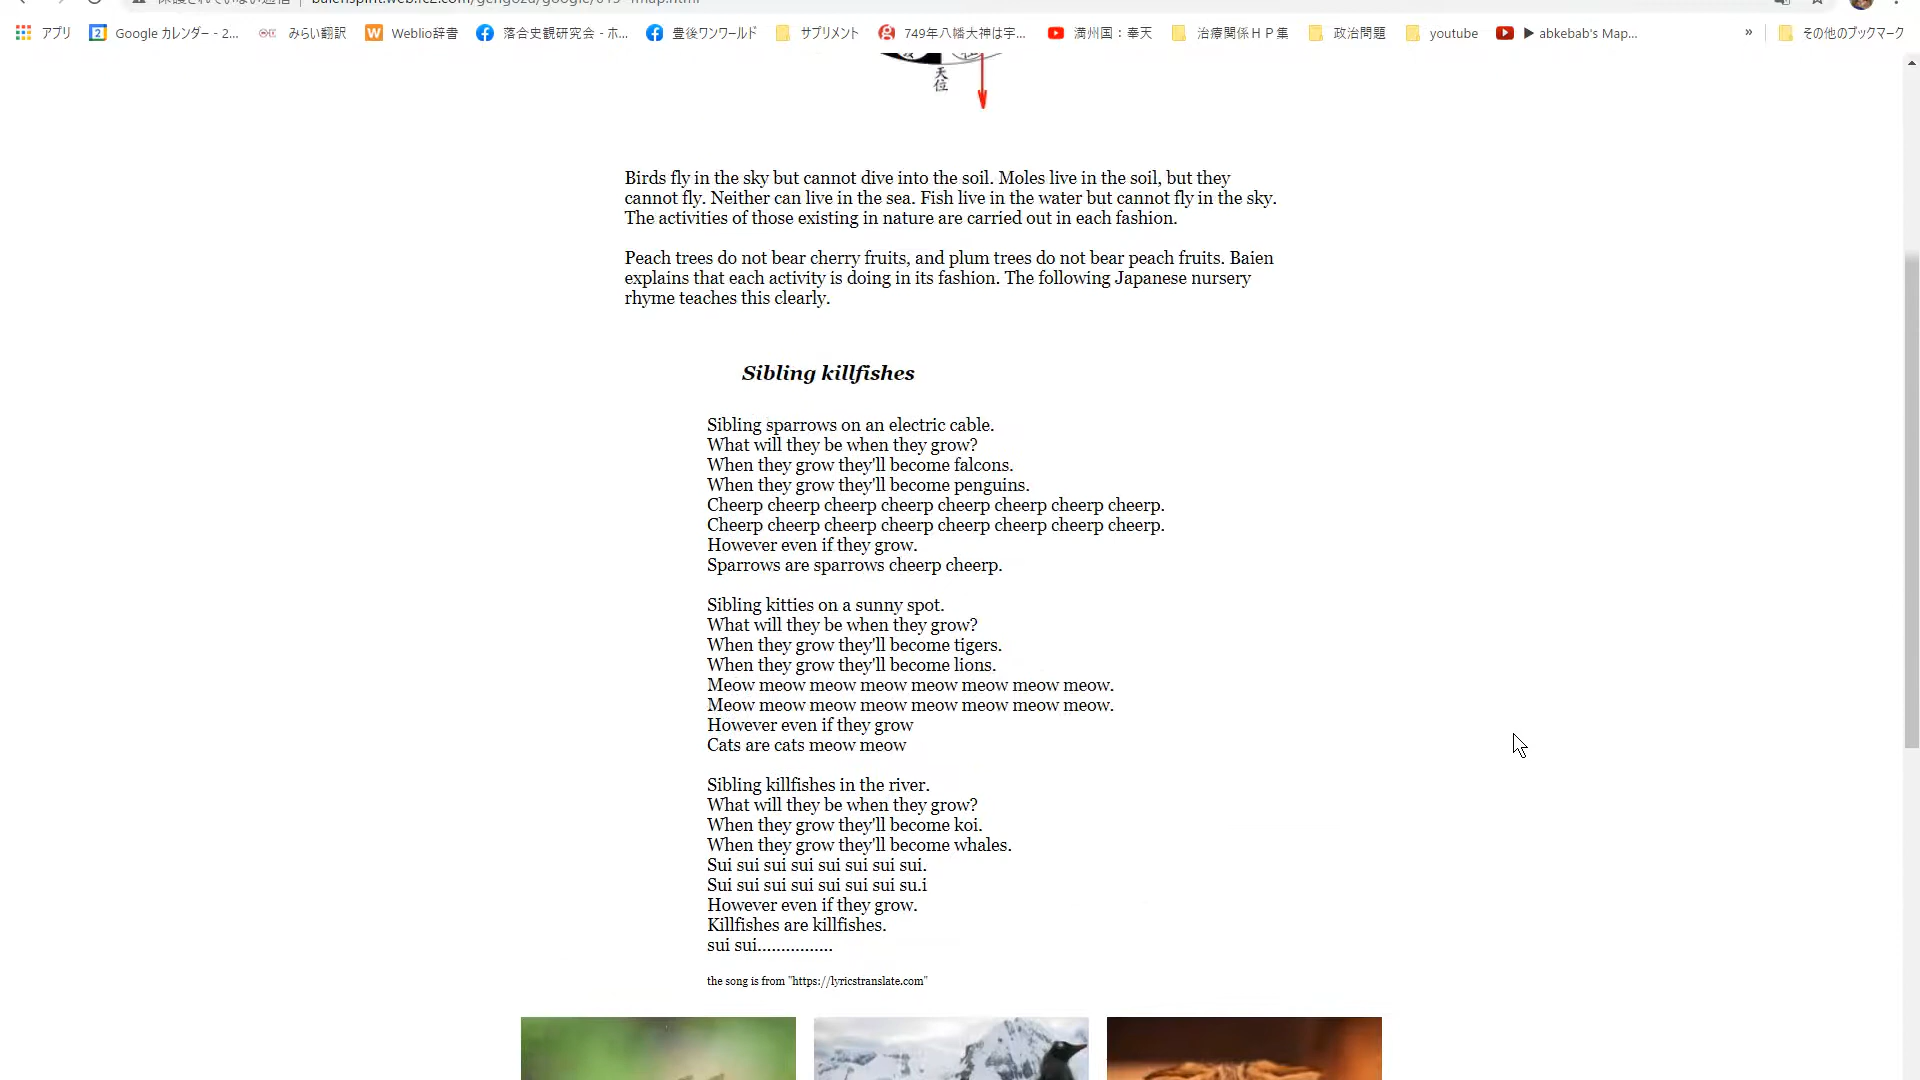 baienspirit.web.fc2.com/gengozu/google/015-4map.html
アプリ
Google カレンダー - 2...
みらい翻訳
Weblio辞書
落合史観研究会 - ホ...
豊後ワンワールド
サプリメント
749年八幡大神は宇...
満州国：奉天
治療関係ＨＰ集
政治問題
youtube
▶ abkebab's Map...
»
その他のブックマーク
天位
Birds fly in the sky but cannot dive into the soil. Moles live in the soil, but they
cannot fly. Neither can live in the sea. Fish live in the water but cannot fly in the sky.
The activities of those existing in nature are carried out in each fashion.
Peach trees do not bear cherry fruits, and plum trees do not bear peach fruits. Baien
explains that each activity is doing in its fashion. The following Japanese nursery
rhyme teaches this clearly.
Sibling killfishes
Sibling sparrows on an electric cable.
What will they be when they grow?
When they grow they'll become falcons.
When they grow they'll become penguins.
Cheerp cheerp cheerp cheerp cheerp cheerp cheerp cheerp.
Cheerp cheerp cheerp cheerp cheerp cheerp cheerp cheerp.
However even if they grow.
Sparrows are sparrows cheerp cheerp.
Sibling kitties on a sunny spot.
What will they be when they grow?
When they grow they'll become tigers.
When they grow they'll become lions.
Meow meow meow meow meow meow meow meow.
Meow meow meow meow meow meow meow meow.
However even if they grow
Cats are cats meow meow
Sibling killfishes in the river.
What will they be when they grow?
When they grow they'll become koi.
When they grow they'll become whales.
Sui sui sui sui sui sui sui sui.
Sui sui sui sui sui sui sui su.i
However even if they grow.
Killfishes are killfishes.
sui sui................
the song is from "https://lyricstranslate.com"